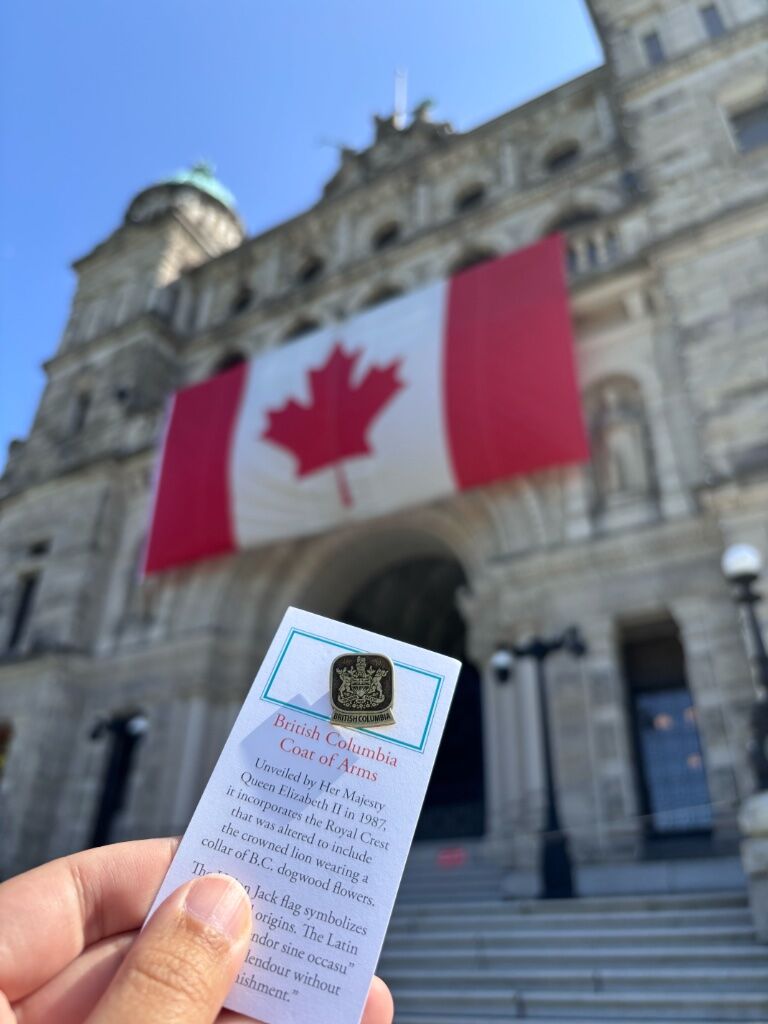 BRITISH COLUMBIA
British Columbia
Coat of Arms
Unveiled by Her Majesty
Queen Elizabeth II in 1987,
it incorporates the Royal Crest
that was altered to include
the crowned lion wearing a
collar of B.C. dogwood flowers.
The Jack flag symbolizes
origins. The Latin
sine occasu”
without